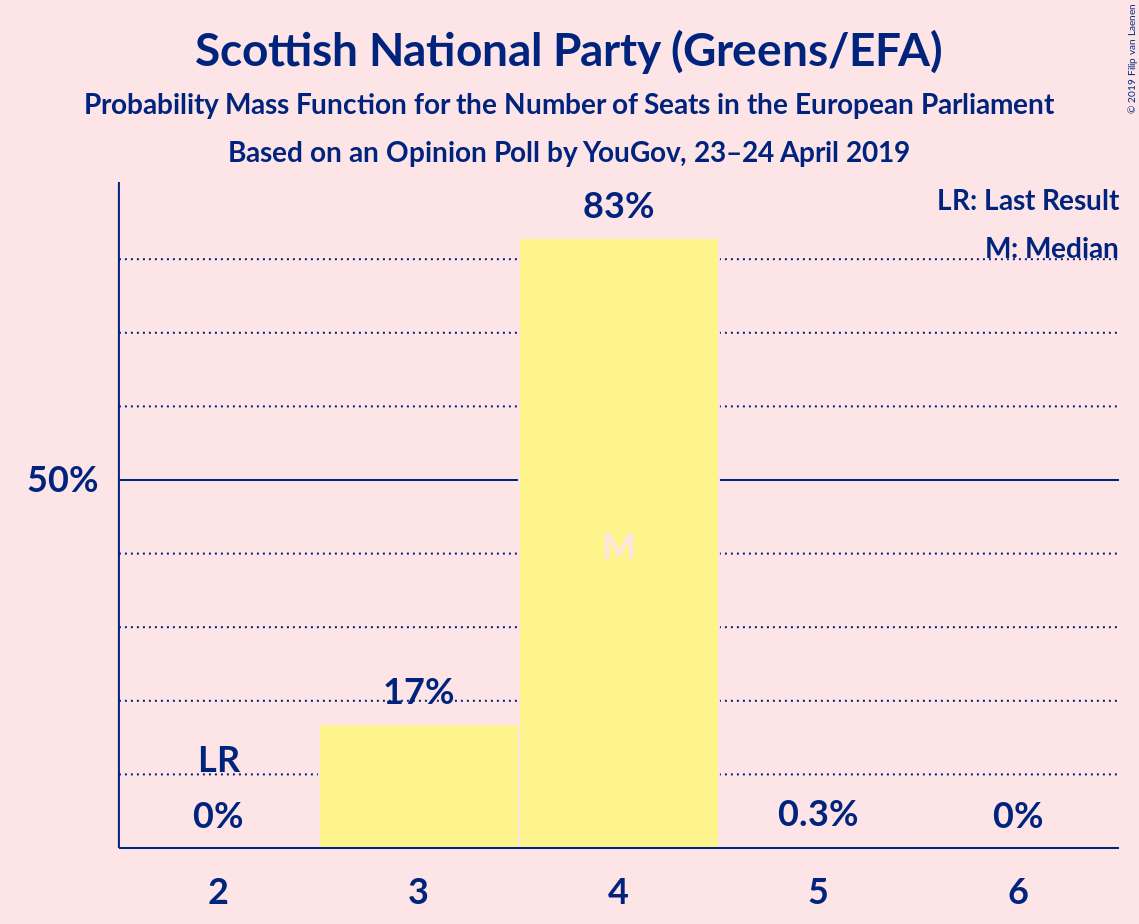 Scottish National Party (Greens/EFA)
Probability Mass Function for the Number of Seats in the European Parliament
Based on an Opinion Poll by YouGov, 23–24 April 2019
© 2019 Filip van Laenen
LR: Last Result
M: Median
83%
50%
M
17%
LR
0%
0.3%
0%
2 3 4 5 6